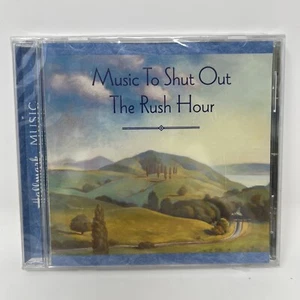 Music To Shut Out
The Rush Hour
Hallmark MUSIC